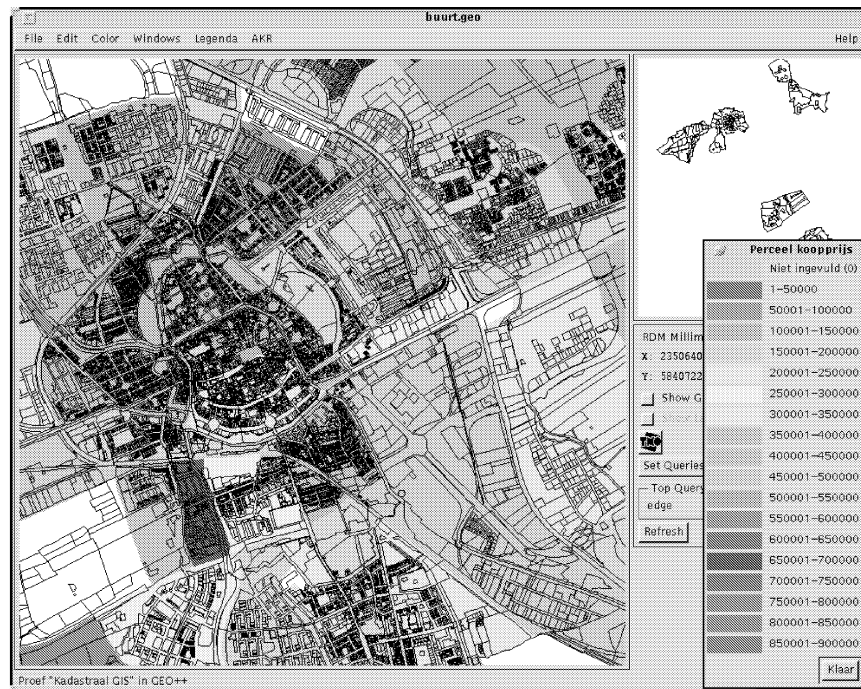 buurt.geo
File Edit Color Windows Legenda AKR Help
Perceel koopprijs
Niet ingevuld (0)
1-50000
50001-100000
100001-150000
150001-200000
200001-250000
250001-300000
300001-350000
350001-400000
400001-450000
450001-500000
500001-550000
550001-600000
600001-650000
650001-700000
700001-750000
750001-800000
800001-850000
850001-900000
Klaar
RDM Millim
X: 2350640
Y: 5840722
Show G
Set Queries
Top Query
edge
Refresh
Proef "Kadastraal GIS" in GEO++